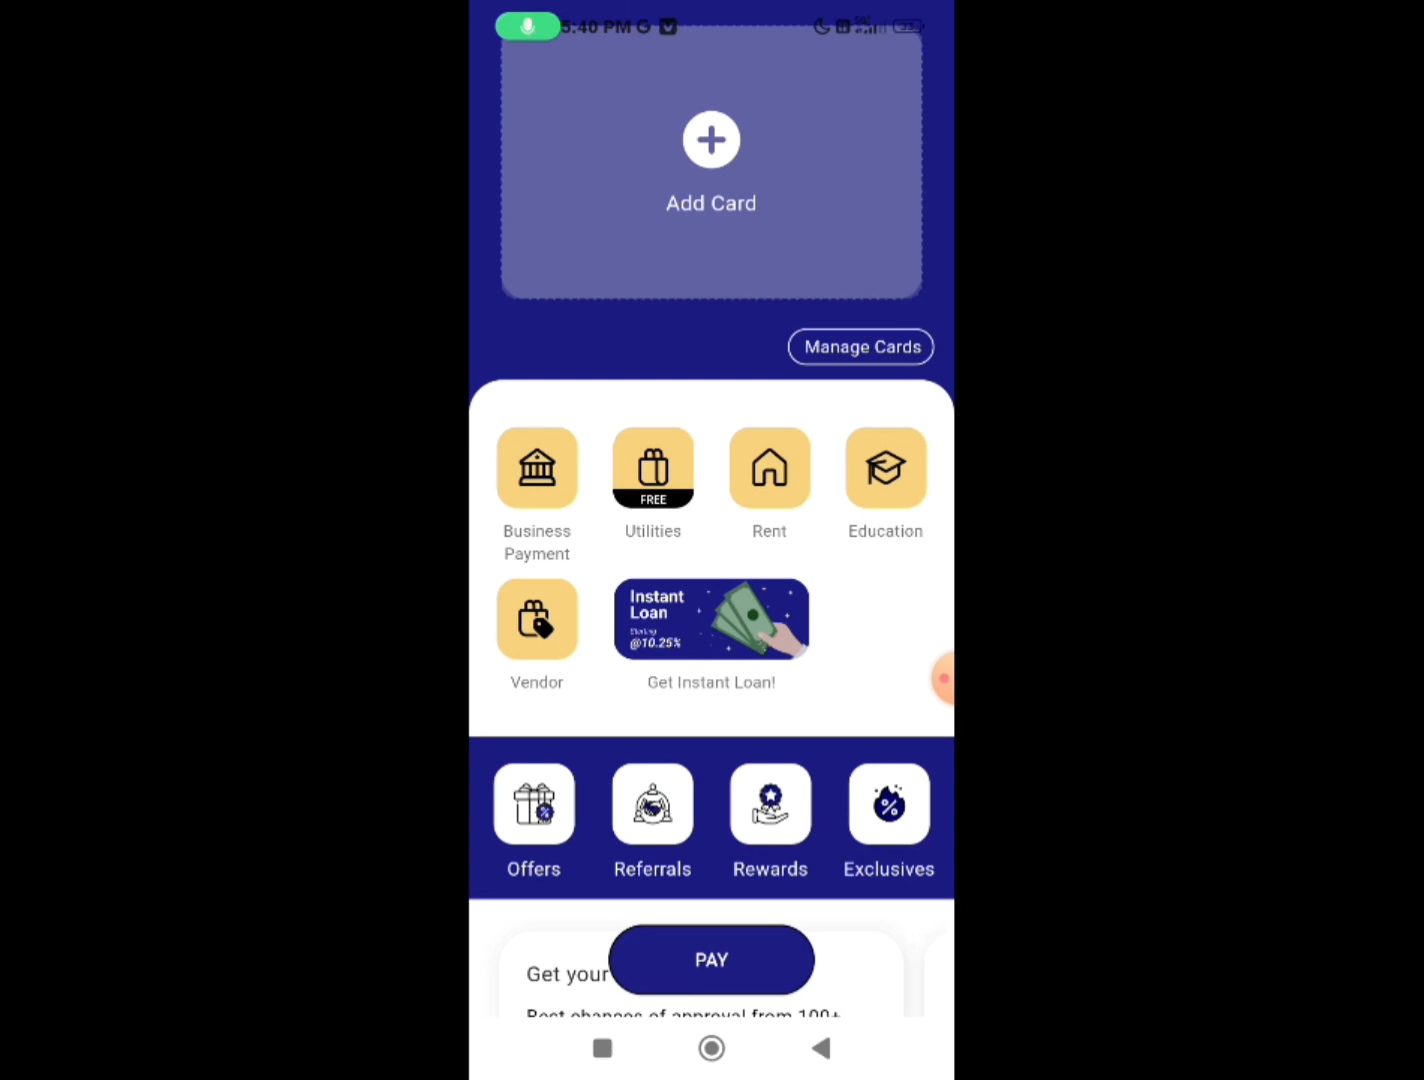 5:40 PM G
33
Add Card
Manage Cards
FREE
Business
Payment
Utilities
Rent
Education
Instant
Loan
Starting
@10.25%
Vendor
Get Instant Loan!
Offers
Referrals
Rewards
Exclusives
PAY
Get your
Best chances of approval from 100+